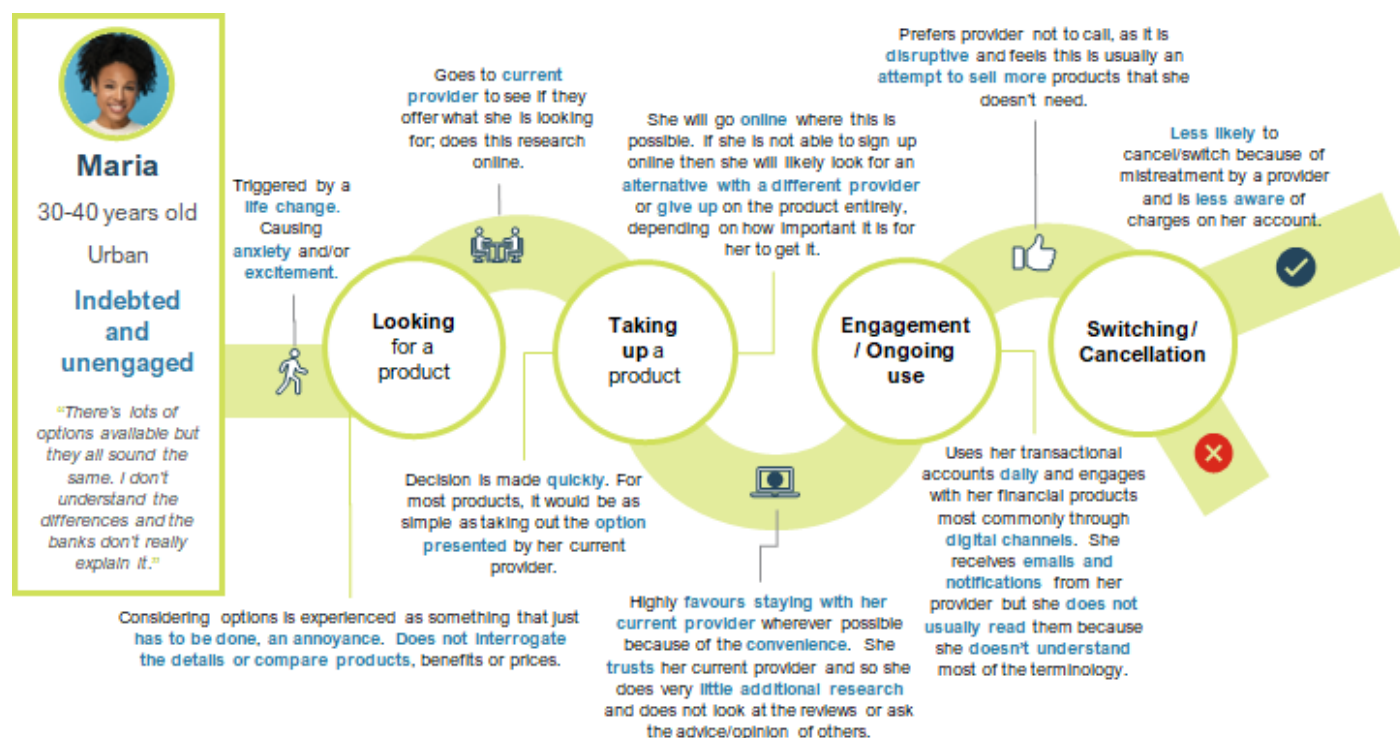 Maria
30-40 years old
Urban
Indebted
and
unengaged
"There's lots of
options available but
they all sound the
same. I don't
understand the
differences and the
banks don't really
explain it."
Triggered by a
life change.
Causing
anxiety and/or
excitement.
Goes to current
provider to see if they
offer what she is looking
for; does this research
online.
Looking
for a
product
Considering options is experienced as something that just
has to be done, an annoyance. Does not interrogate
the details or compare products, benefits or prices.
Decision is made quickly. For
most products, it would be as
simple as taking out the option
presented by her current
provider.
Taking
up a
product
She will go online where this is
possible. If she is not able to sign up
online then she will likely look for an
alternative with a different provider
or give up on the product entirely,
depending on how important it is for
her to get it.
Highly favours staying with her
current provider wherever possible
because of the convenience. She
trusts her current provider and so she
does very little additional research
and does not look at the reviews or ask
the advice/opinion of others.
Engagement
/ Ongoing
use
Prefers provider not to call, as it is
disruptive and feels this is usually an
attempt to sell more products that she
doesn't need.
Uses her transactional
accounts daily and engages
with her financial products
most commonly through
digital channels. She
receives emails and
notifications from her
provider but she does not
usually read them because
she doesn't understand
most of the terminology.
Switching /
Cancellation
Less likely to
cancel/switch because of
mistreatment by a provider
and is less aware of
charges on her account.